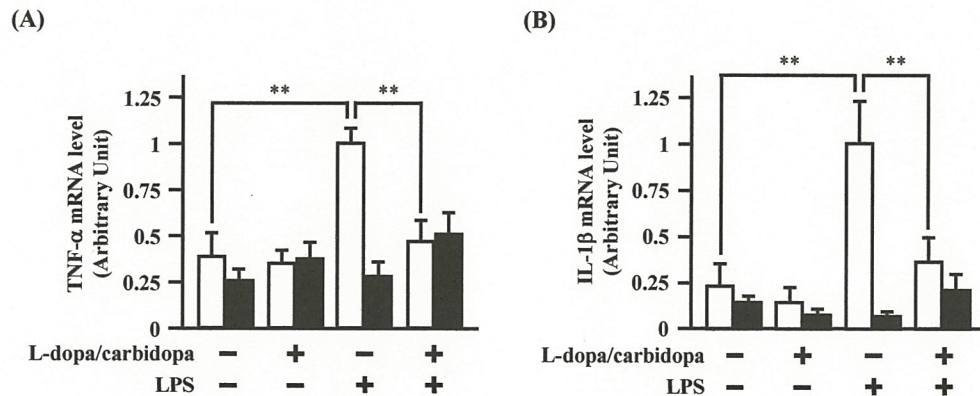 (A)
TNF-α mRNA level
(Arbitrary Unit)
1.25
1
0.75
0.5
0.25
0
** **
L-dopa/carbidopa − + − +
LPS − − + +
(B)
IL-1β mRNA level
(Arbitrary Unit)
1.25
1
0.75
0.5
0.25
0
** **
L-dopa/carbidopa − + − +
LPS − − + +